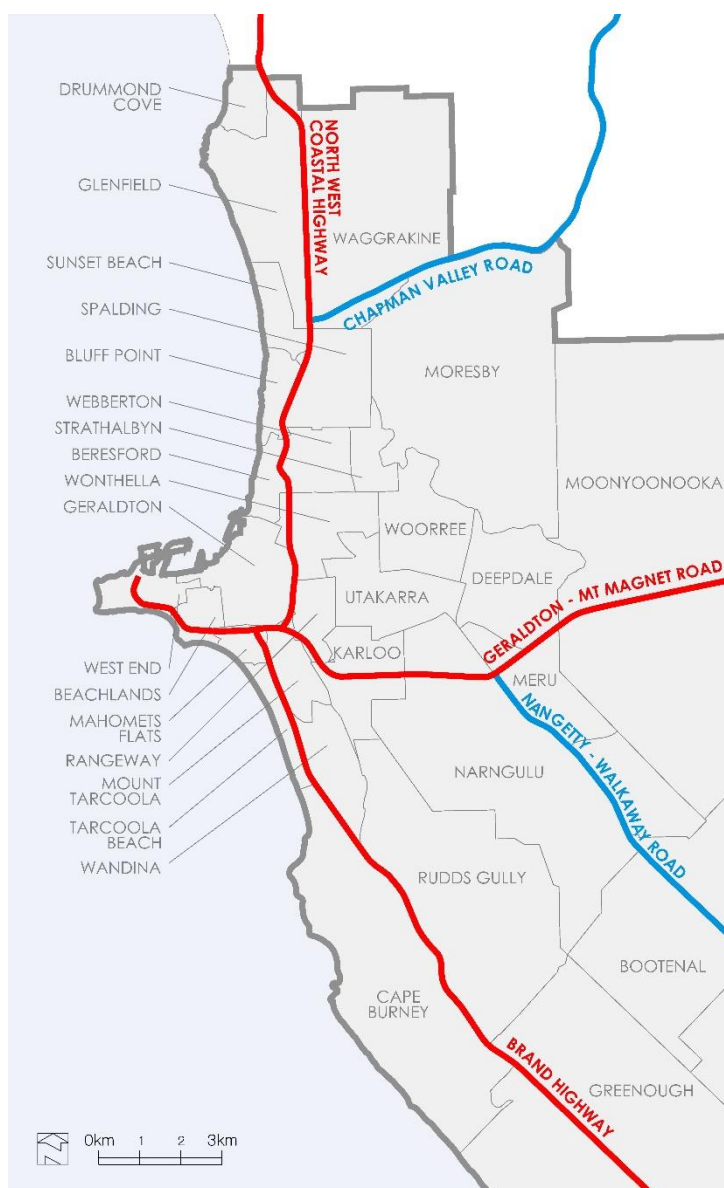 DRUMMOND
COVE
GLENFIELD
SUNSET BEACH
SPALDING
BLUFF POINT
WEBBERTON
STRATHALBYN
BERESFORD
WONTHELLA
GERALDTON
NORTH WEST
COASTAL HIGHWAY
WAGGRAKINE
CHAPMAN VALLEY ROAD
MORESBY
MOONYOONOOKA
WOORREE
DEEPDALE
UTAKARRA
KARLOO
GERALDTON - MT MAGNET ROAD
MERU
NANGETTY - WALKAWAY ROAD
NARNGULU
WEST END
BEACHLANDS
MAHOMETS
FLATS
RANGEWAY
MOUNT
TARCOOLA
TARCOOLA
BEACH
WANDINA
RUDDS GULLY
BOOTENAL
CAPE
BURNEY
BRAND HIGHWAY
GREENOUGH
N
0km 1 2 3km